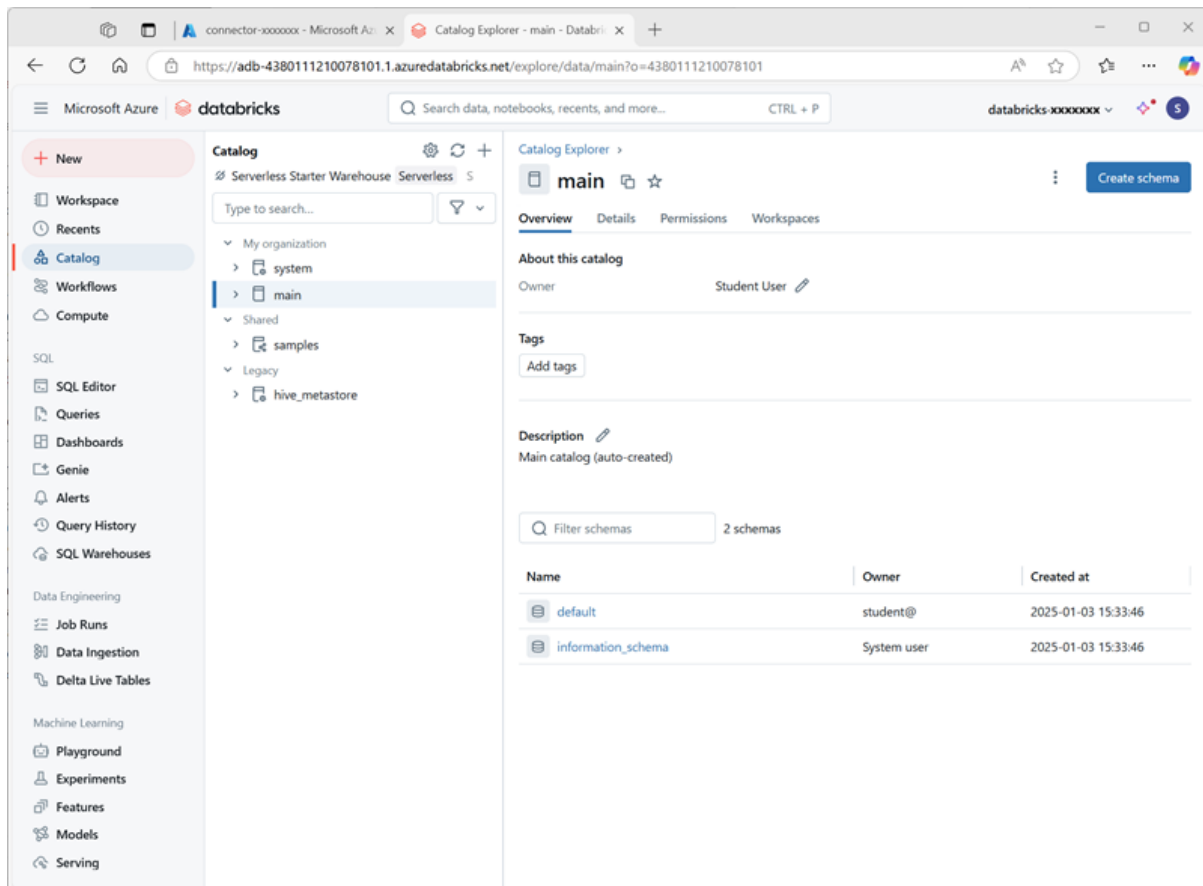 connector-xxxxxxx - Microsoft Az
Catalog Explorer - main - Databri
https://adb-4380111210078101.1.azuredatabricks.net/explore/data/main?o=4380111210078101
Microsoft Azure
databricks
Search data, notebooks, recents, and more...
CTRL + P
databricks-xxxxxxx
S
New
Workspace
Recents
Catalog
Workflows
Compute
SQL
SQL Editor
Queries
Dashboards
Genie
Alerts
Query History
SQL Warehouses
Data Engineering
Job Runs
Data Ingestion
Delta Live Tables
Machine Learning
Playground
Experiments
Features
Models
Serving
Catalog
Serverless Starter Warehouse Serverless S
Type to search...
My organization
system
main
Shared
samples
Legacy
hive_metastore
Catalog Explorer >
main
Create schema
Overview Details Permissions Workspaces
About this catalog
Owner Student User
Tags
Add tags
Description
Main catalog (auto-created)
Filter schemas 2 schemas
Name Owner Created at
default student@ 2025-01-03 15:33:46
information_schema System user 2025-01-03 15:33:46